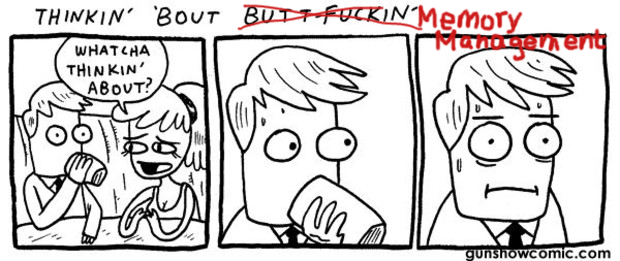 THINKIN' 'BOUT BUTT-FUCKIN' Memory
Management
WHATCHA
THINKIN'
ABOUT?
gunshowcomic.com